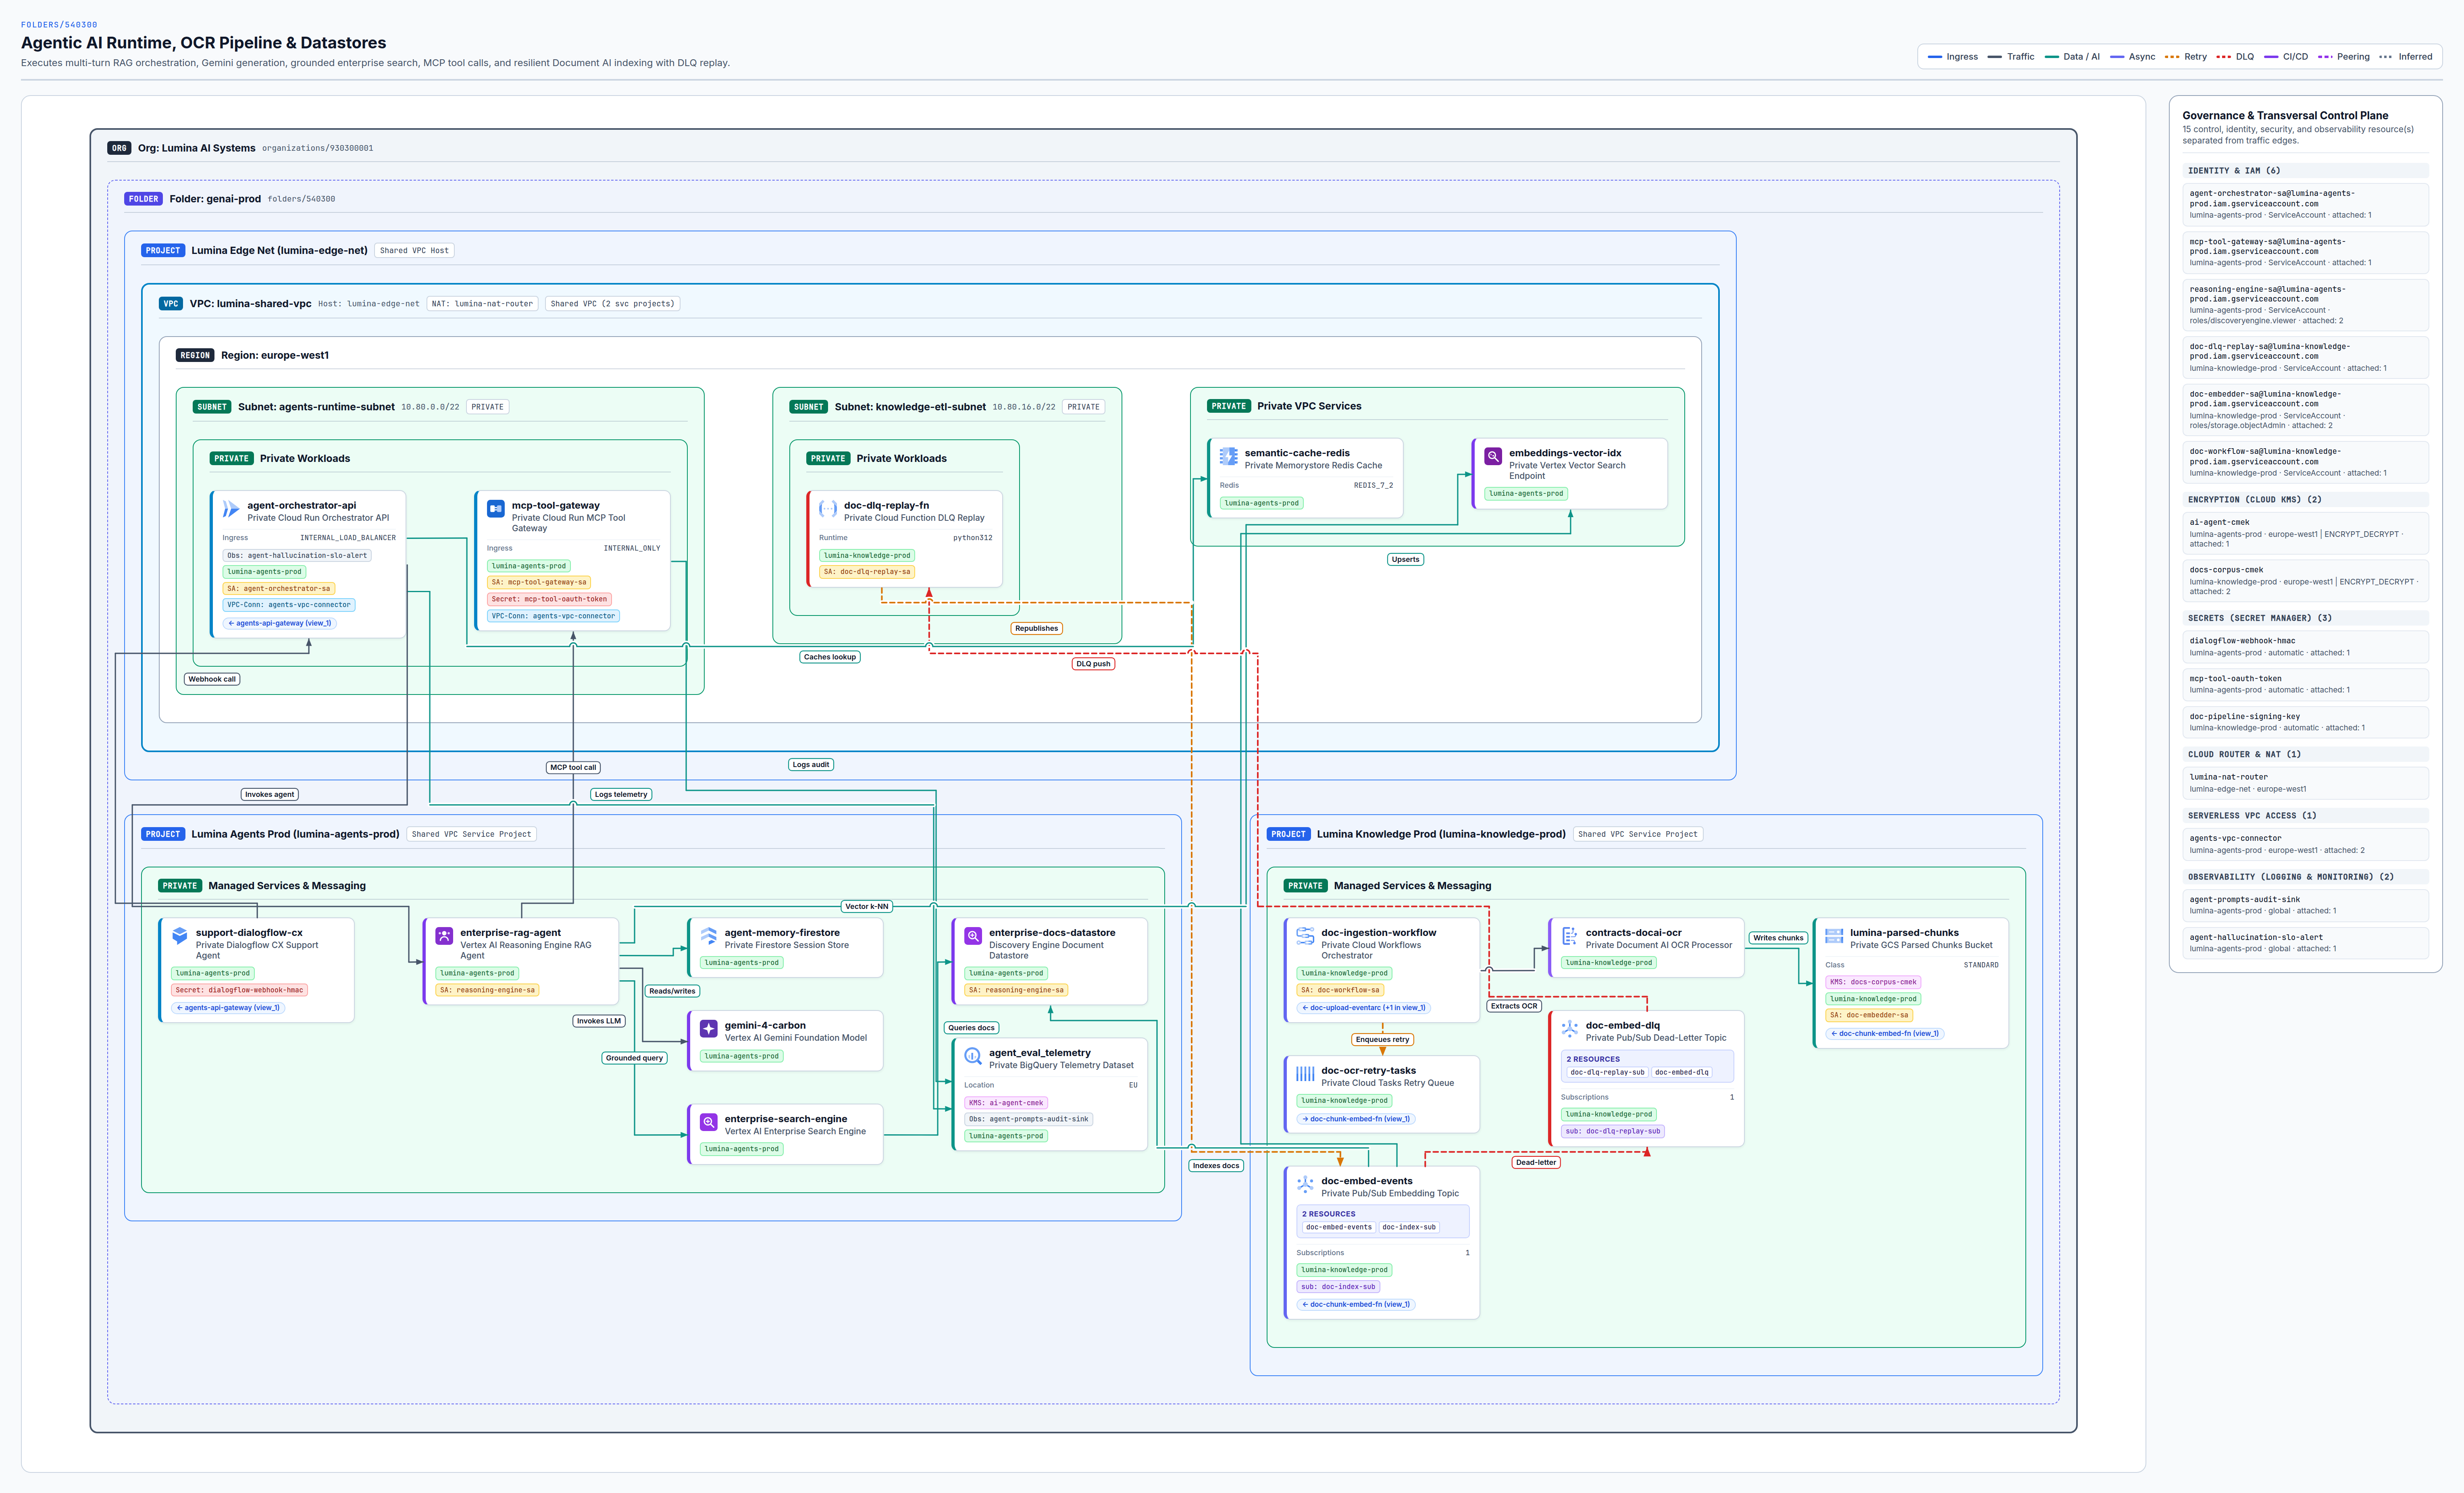 FOLDERS/540300
Agentic AI Runtime, OCR Pipeline & Datastores
Executes multi-turn RAG orchestration, Gemini generation, grounded enterprise search, MCP tool calls, and resilient Document AI indexing with DLQ replay.
Ingress
Traffic
Data / AI
Async
Retry
DLQ
CI/CD
Peering
Inferred
ORG Org: Lumina AI Systems organizations/930300001
FOLDER Folder: genai-prod folders/540300
PROJECT Lumina Edge Net (lumina-edge-net) Shared VPC Host
VPC VPC: lumina-shared-vpc Host: lumina-edge-net NAT: lumina-nat-router Shared VPC (2 svc projects)
REGION Region: europe-west1
SUBNET Subnet: agents-runtime-subnet 10.80.0.0/22 PRIVATE
PRIVATE Private Workloads
agent-orchestrator-api
Private Cloud Run Orchestrator API
Ingress INTERNAL_LOAD_BALANCER
Obs: agent-hallucination-slo-alert
lumina-agents-prod
SA: agent-orchestrator-sa
VPC-Conn: agents-vpc-connector
← agents-api-gateway (view_1)
mcp-tool-gateway
Private Cloud Run MCP Tool
Gateway
Ingress INTERNAL_ONLY
lumina-agents-prod
SA: mcp-tool-gateway-sa
Secret: mcp-tool-oauth-token
VPC-Conn: agents-vpc-connector
Webhook call
SUBNET Subnet: knowledge-etl-subnet 10.80.16.0/22 PRIVATE
PRIVATE Private Workloads
doc-dlq-replay-fn
Private Cloud Function DLQ Replay
Runtime python312
lumina-knowledge-prod
SA: doc-dlq-replay-sa
Republishes
Caches lookup
DLQ push
PRIVATE Private VPC Services
semantic-cache-redis
Private Memorystore Redis Cache
Redis REDIS_7_2
lumina-agents-prod
embeddings-vector-idx
Private Vertex Vector Search
Endpoint
lumina-agents-prod
Upserts
MCP tool call
Logs audit
Invokes agent
Logs telemetry
PROJECT Lumina Agents Prod (lumina-agents-prod) Shared VPC Service Project
PRIVATE Managed Services & Messaging
support-dialogflow-cx
Private Dialogflow CX Support
Agent
lumina-agents-prod
Secret: dialogflow-webhook-hmac
← agents-api-gateway (view_1)
enterprise-rag-agent
Vertex AI Reasoning Engine RAG
Agent
lumina-agents-prod
SA: reasoning-engine-sa
Vector k-NN
agent-memory-firestore
Private Firestore Session Store
lumina-agents-prod
Reads/writes
Invokes LLM
gemini-4-carbon
Vertex AI Gemini Foundation Model
lumina-agents-prod
Grounded query
enterprise-search-engine
Vertex AI Enterprise Search Engine
lumina-agents-prod
enterprise-docs-datastore
Discovery Engine Document
Datastore
lumina-agents-prod
SA: reasoning-engine-sa
Queries docs
agent_eval_telemetry
Private BigQuery Telemetry Dataset
Location EU
KMS: ai-agent-cmek
Obs: agent-prompts-audit-sink
lumina-agents-prod
Indexes docs
PROJECT Lumina Knowledge Prod (lumina-knowledge-prod) Shared VPC Service Project
PRIVATE Managed Services & Messaging
doc-ingestion-workflow
Private Cloud Workflows
Orchestrator
lumina-knowledge-prod
SA: doc-workflow-sa
← doc-upload-eventarc (+1 in view_1)
Enqueues retry
doc-ocr-retry-tasks
Private Cloud Tasks Retry Queue
lumina-knowledge-prod
→ doc-chunk-embed-fn (view_1)
contracts-docai-ocr
Private Document AI OCR Processor
lumina-knowledge-prod
Writes chunks
Extracts OCR
lumina-parsed-chunks
Private GCS Parsed Chunks Bucket
Class STANDARD
KMS: docs-corpus-cmek
lumina-knowledge-prod
SA: doc-embedder-sa
← doc-chunk-embed-fn (view_1)
doc-embed-dlq
Private Pub/Sub Dead-Letter Topic
2 RESOURCES
doc-dlq-replay-sub doc-embed-dlq
Subscriptions 1
lumina-knowledge-prod
sub: doc-dlq-replay-sub
Dead-letter
doc-embed-events
Private Pub/Sub Embedding Topic
2 RESOURCES
doc-embed-events doc-index-sub
Subscriptions 1
lumina-knowledge-prod
sub: doc-index-sub
← doc-chunk-embed-fn (view_1)
Governance & Transversal Control Plane
15 control, identity, security, and observability resource(s)
separated from traffic edges.
IDENTITY & IAM (6)
agent-orchestrator-sa@lumina-agents-
prod.iam.gserviceaccount.com
lumina-agents-prod · ServiceAccount · attached: 1
mcp-tool-gateway-sa@lumina-agents-
prod.iam.gserviceaccount.com
lumina-agents-prod · ServiceAccount · attached: 1
reasoning-engine-sa@lumina-agents-
prod.iam.gserviceaccount.com
lumina-agents-prod · ServiceAccount ·
roles/discoveryengine.viewer · attached: 2
doc-dlq-replay-sa@lumina-knowledge-
prod.iam.gserviceaccount.com
lumina-knowledge-prod · ServiceAccount · attached: 1
doc-embedder-sa@lumina-knowledge-
prod.iam.gserviceaccount.com
lumina-knowledge-prod · ServiceAccount ·
roles/storage.objectAdmin · attached: 2
doc-workflow-sa@lumina-knowledge-
prod.iam.gserviceaccount.com
lumina-knowledge-prod · ServiceAccount · attached: 1
ENCRYPTION (CLOUD KMS) (2)
ai-agent-cmek
lumina-agents-prod · europe-west1 | ENCRYPT_DECRYPT ·
attached: 1
docs-corpus-cmek
lumina-knowledge-prod · europe-west1 | ENCRYPT_DECRYPT ·
attached: 2
SECRETS (SECRET MANAGER) (3)
dialogflow-webhook-hmac
lumina-agents-prod · automatic · attached: 1
mcp-tool-oauth-token
lumina-agents-prod · automatic · attached: 1
doc-pipeline-signing-key
lumina-knowledge-prod · automatic · attached: 1
CLOUD ROUTER & NAT (1)
lumina-nat-router
lumina-edge-net · europe-west1
SERVERLESS VPC ACCESS (1)
agents-vpc-connector
lumina-agents-prod · europe-west1 · attached: 2
OBSERVABILITY (LOGGING & MONITORING) (2)
agent-prompts-audit-sink
lumina-agents-prod · global · attached: 1
agent-hallucination-slo-alert
lumina-agents-prod · global · attached: 1